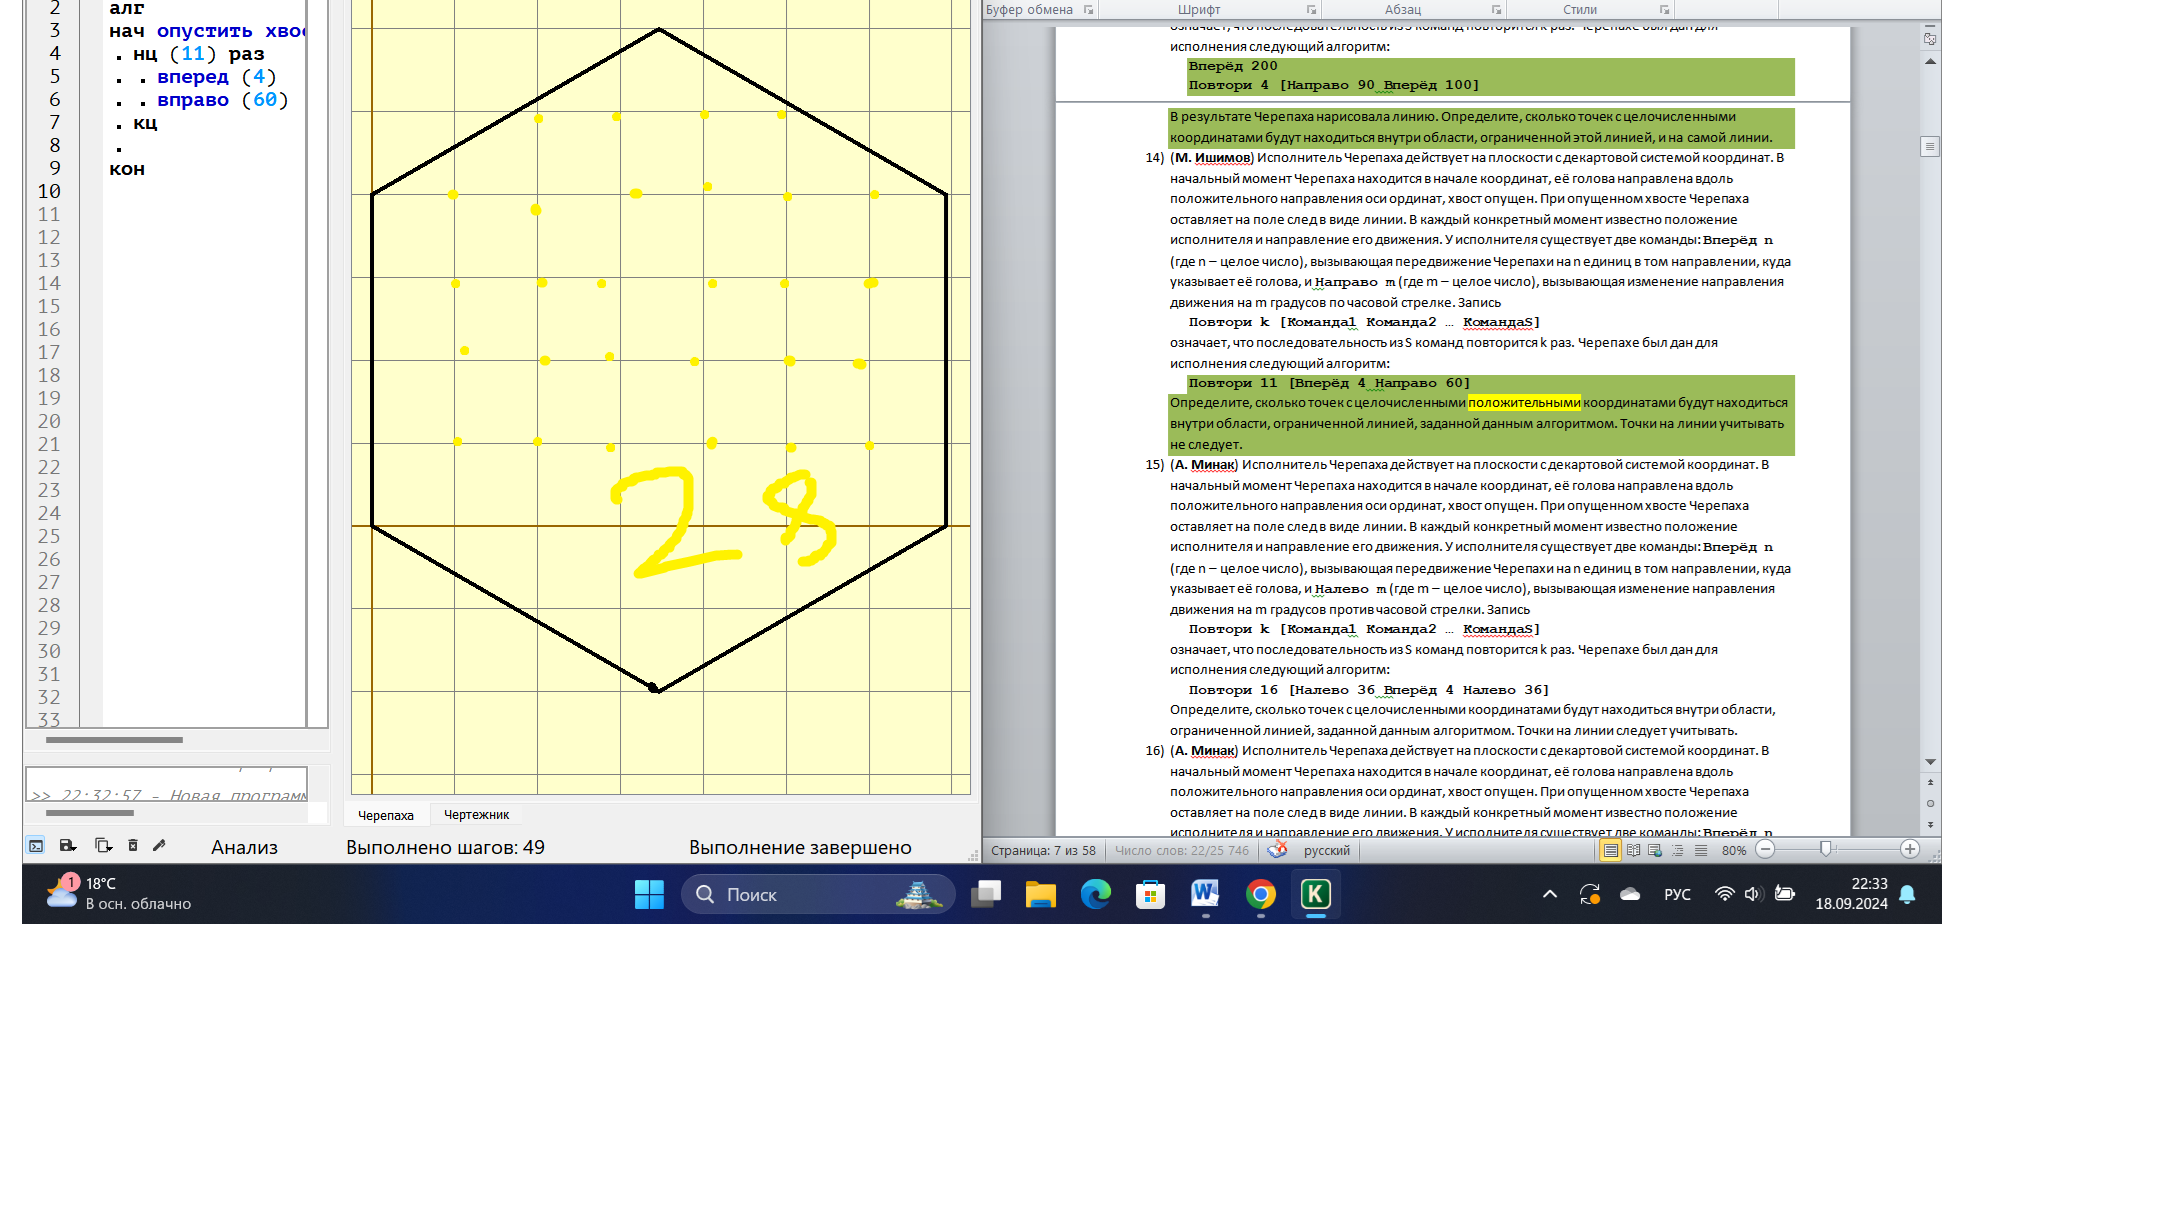 2
3
4
5
6
7
8
9
10
11
12
13
14
15
16
17
18
19
20
21
22
23
24
25
26
27
28
29
30
31
32
33
алг
нач опустить хвос
. нц (11) раз
. . вперед (4)
. . вправо (60)
. кц
.
кон
>> 22:32:57 - Новая програм
28
Черепаха
Чертежник
Анализ
Выполнено шагов: 49
Выполнение завершено
Буфер обмена
Шрифт
Абзац
Стили
означает, что последовательность из S команд повторится k раз. Черепахе был дан для
исполнения следующий алгоритм:
Вперёд 200
Повтори 4 [Направо 90 Вперёд 100]
В результате Черепаха нарисовала линию. Определите, сколько точек с целочисленными
координатами будут находиться внутри области, ограниченной этой линией, и на самой линии.
14) (М. Ишимов) Исполнитель Черепаха действует на плоскости с декартовой системой координат. В
начальный момент Черепаха находится в начале координат, её голова направлена вдоль
положительного направления оси ординат, хвост опущен. При опущенном хвосте Черепаха
оставляет на поле след в виде линии. В каждый конкретный момент известно положение
исполнителя и направление его движения. У исполнителя существует две команды: Вперёд n
(где n – целое число), вызывающая передвижение Черепахи на n единиц в том направлении, куда
указывает её голова, и Направо m (где m – целое число), вызывающая изменение направления
движения на m градусов по часовой стрелке. Запись
Повтори k [Команда1 Команда2 … КомандаS]
означает, что последовательность из S команд повторится k раз. Черепахе был дан для
исполнения следующий алгоритм:
Повтори 11 [Вперёд 4 Направо 60]
Определите, сколько точек с целочисленными положительными координатами будут находиться
внутри области, ограниченной линией, заданной данным алгоритмом. Точки на линии учитывать
не следует.
15) (А. Минак) Исполнитель Черепаха действует на плоскости с декартовой системой координат. В
начальный момент Черепаха находится в начале координат, её голова направлена вдоль
положительного направления оси ординат, хвост опущен. При опущенном хвосте Черепаха
оставляет на поле след в виде линии. В каждый конкретный момент известно положение
исполнителя и направление его движения. У исполнителя существует две команды: Вперёд n
(где n – целое число), вызывающая передвижение Черепахи на n единиц в том направлении, куда
указывает её голова, и Налево m (где m – целое число), вызывающая изменение направления
движения на m градусов против часовой стрелки. Запись
Повтори k [Команда1 Команда2 … КомандаS]
означает, что последовательность из S команд повторится k раз. Черепахе был дан для
исполнения следующий алгоритм:
Повтори 16 [Налево 36 Вперёд 4 Налево 36]
Определите, сколько точек с целочисленными координатами будут находиться внутри области,
ограниченной линией, заданной данным алгоритмом. Точки на линии следует учитывать.
16) (А. Минак) Исполнитель Черепаха действует на плоскости с декартовой системой координат. В
начальный момент Черепаха находится в начале координат, её голова направлена вдоль
положительного направления оси ординат, хвост опущен. При опущенном хвосте Черепаха
оставляет на поле след в виде линии. В каждый конкретный момент известно положение
исполнителя и направление его движения. У исполнителя существует две команды: Вперёд n
Страница: 7 из 58
Число слов: 22/25 746
русский
80%
1
18°C
В осн. облачно
Поиск
РУС
22:33
18.09.2024